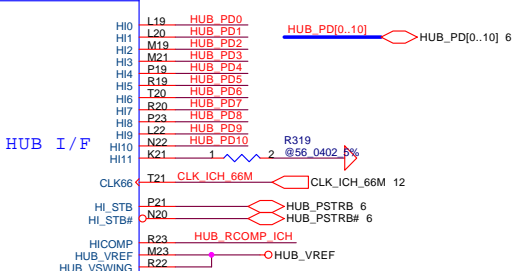 HI0 L19 HUB_PD0 HUB_PD[0..10]
HI1 L20 HUB_PD1 HUB_PD[0..10] 6
HI2 M19 HUB_PD2
HI3 M21 HUB_PD3
HI4 P19 HUB_PD4
HI5 R19 HUB_PD5
HI6 T20 HUB_PD6
HI7 R20 HUB_PD7
HI8 P23 HUB_PD8
HI9 L22 HUB_PD9
HUB I/F HI10 N22 HUB_PD10 R319
HI11 K21 1 2 @56_0402_5%
CLK66 T21 CLK_ICH_66M CLK_ICH_66M 12
HI_STB P21 HUB_PSTRB 6
HI_STB# N20 HUB_PSTRB# 6
HICOMP R23 HUB_RCOMP_ICH
HUB_VREF M23 HUB_VREF
HUB_VSWING R22